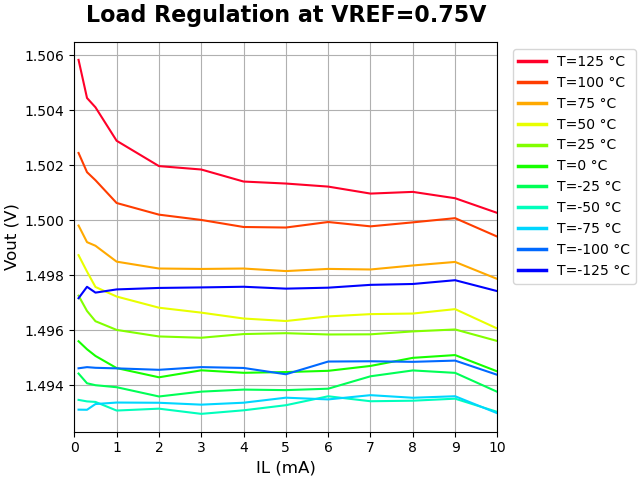 Load Regulation at VREF=0.75V
Vout (V)
1.506
1.504
1.502
1.500
1.498
1.496
1.494
0 1 2 3 4 5 6 7 8 9 10
IL (mA)
T=125 °C
T=100 °C
T=75 °C
T=50 °C
T=25 °C
T=0 °C
T=-25 °C
T=-50 °C
T=-75 °C
T=-100 °C
T=-125 °C